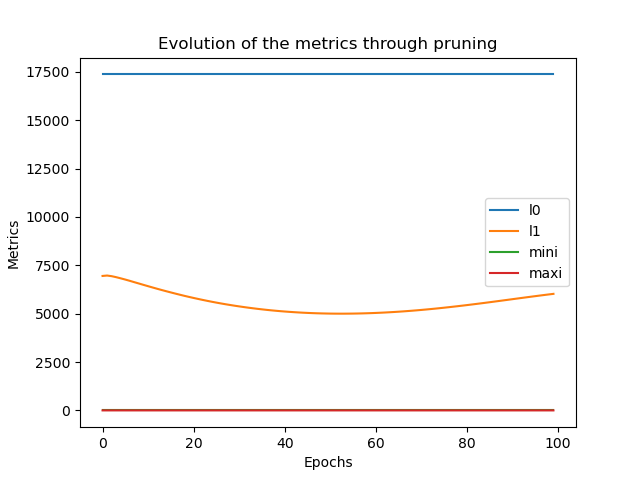 Evolution of the metrics through pruning
17500
15000
12500
10000
7500
5000
2500
0
Metrics
l0
l1
mini
maxi
0 20 40 60 80 100
Epochs